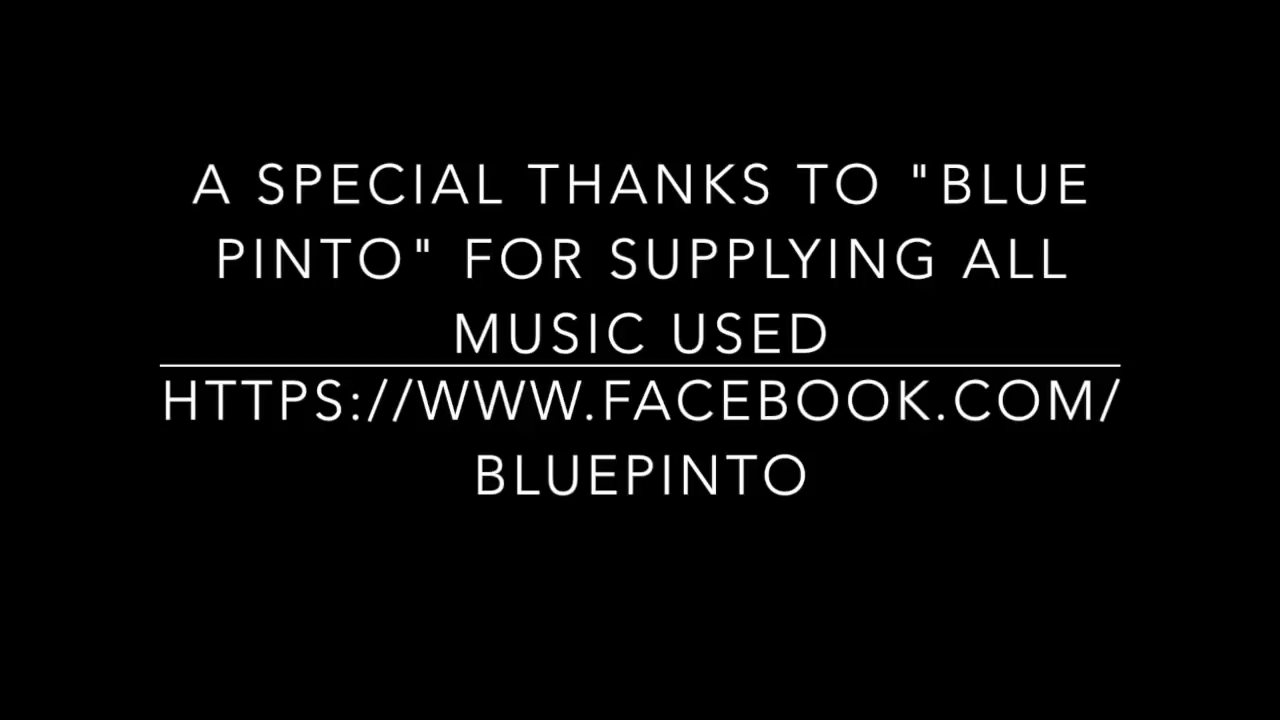 A SPECIAL THANKS TO "BLUE
PINTO" FOR SUPPLYING ALL
MUSIC USED
HTTPS://WWW.FACEBOOK.COM/
BLUEPINTO